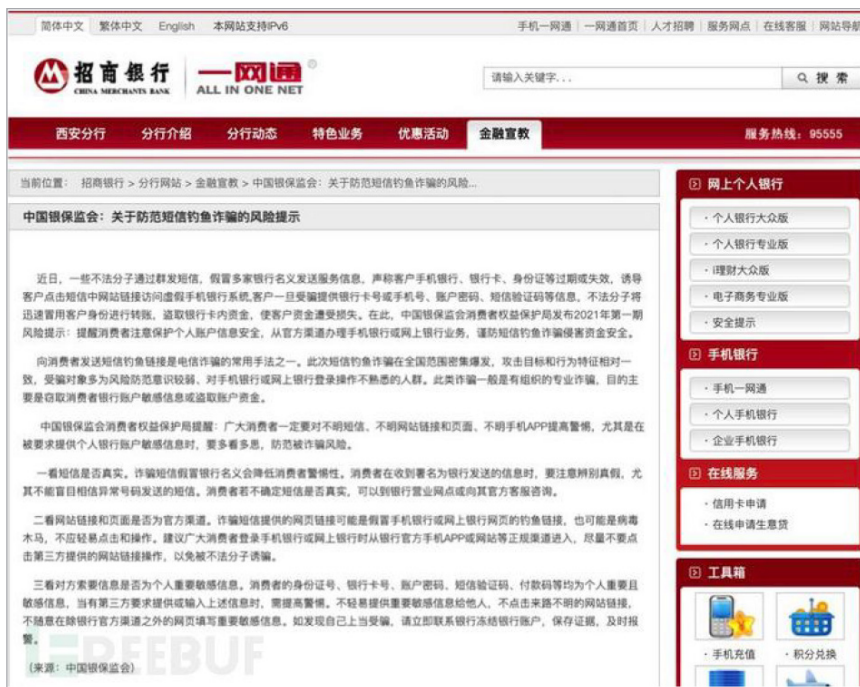 简体中文 繁体中文 English 本网站支持IPv6 手机一网通 一网通首页 人才招聘 服务网点 在线客服 网站导航
招商银行 一网通®
CHINA MERCHANTS BANK ALL IN ONE NET
请输入关键字... 搜 索
西安分行 分行介绍 分行动态 特色业务 优惠活动 金融宣教 服务热线：95555
当前位置： 招商银行 > 分行网站 > 金融宣教 > 中国银保监会：关于防范短信钓鱼诈骗的风险...
中国银保监会：关于防范短信钓鱼诈骗的风险提示
近日，一些不法分子通过群发短信，假冒多家银行名义发送服务信息，声称客户手机银行、银行卡、身份证等过期或失效，诱导
客户点击短信中网站链接访问虚假手机银行系统,客户一旦受骗提供银行卡号或手机号、账户密码、短信验证码等信息，不法分子将
迅速冒用客户身份进行转账，盗取银行卡内资金，使客户资金遭受损失。在此，中国银保监会消费者权益保护局发布2021年第一期
风险提示：提醒消费者注意保护个人账户信息安全，从官方渠道办理手机银行或网上银行业务，谨防短信钓鱼诈骗侵害资金安全。
向消费者发送短信钓鱼链接是电信诈骗的常用手法之一。此次短信钓鱼诈骗在全国范围密集爆发，攻击目标和行为特征相对一
致，受骗对象多为风险防范意识较弱、对手机银行或网上银行登录操作不熟悉的人群。此类诈骗一般是有组织的专业诈骗，目的主
要是窃取消费者银行账户敏感信息或盗取账户资金。
中国银保监会消费者权益保护局提醒：广大消费者一定要对不明短信、不明网站链接和页面、不明手机APP提高警惕，尤其是在
被要求提供个人银行账户敏感信息时，要多看多思，防范被诈骗风险。
一看短信是否真实。诈骗短信假冒银行名义会降低消费者警惕性。消费者在收到署名为银行发送的信息时，要注意辨别真假，尤
其不能盲目相信异常号码发送的短信。消费者若不确定短信是否真实，可以到银行营业网点或向其官方客服咨询。
二看网站链接和页面是否为官方渠道。诈骗短信提供的网页链接可能是假冒手机银行或网上银行网页的钓鱼链接，也可能是病毒
木马，不应轻易点击和操作。建议广大消费者登录手机银行或网上银行时从银行官方手机APP或网站等正规渠道进入，尽量不要点
击第三方提供的网站链接操作，以免被不法分子诱骗。
三看对方索要信息是否为个人重要敏感信息。消费者的身份证号、银行卡号、账户密码、短信验证码、付款码等均为个人重要且
敏感信息，当有第三方要求提供或输入上述信息时，需提高警惕。不轻易提供重要敏感信息给他人，不点击来路不明的网站链接，
不随意在除银行官方渠道之外的网页填写重要敏感信息。如发现自己上当受骗，请立即联系银行冻结银行账户，保存证据，及时报
警。
(来源：中国银保监会)
FREEBUF
网上个人银行
· 个人银行大众版
· 个人银行专业版
· i理财大众版
· 电子商务专业版
· 安全提示
手机银行
· 手机一网通
· 个人手机银行
· 企业手机银行
在线服务
· 信用卡申请
· 在线申请生意贷
工具箱
· 手机充值 · 积分兑换